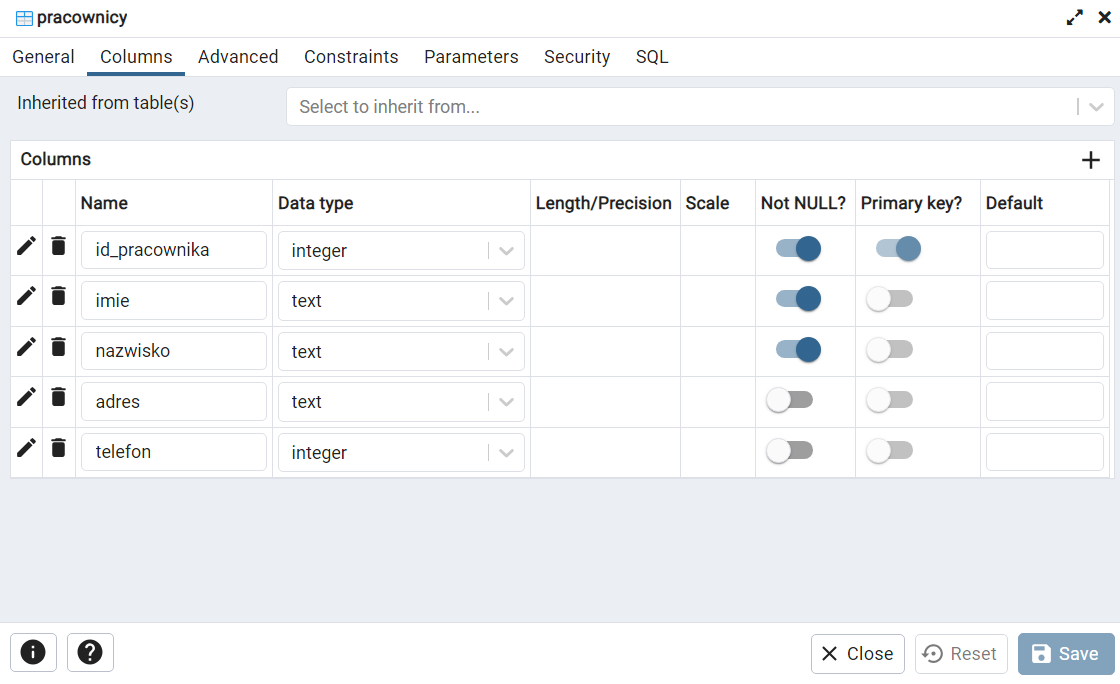 pracownicy
General Columns Advanced Constraints Parameters Security SQL
Inherited from table(s) Select to inherit from...
Columns
Name Data type Length/Precision Scale Not NULL? Primary key? Default
id_pracownika integer
imie text
nazwisko text
adres text
telefon integer
Close Reset Save